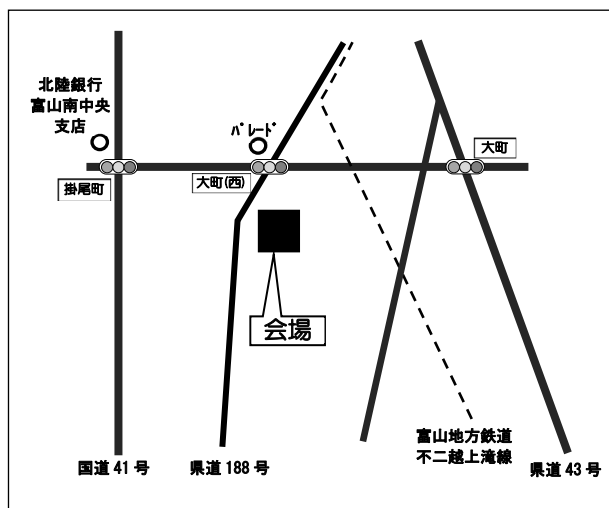 北陸銀行
富山南中央
支店
ﾊﾟﾚｰﾄﾞ
大町
掛尾町
大町(西)
会場
富山地方鉄道
不二越上滝線
国道 41 号
県道 188 号
県道 43 号